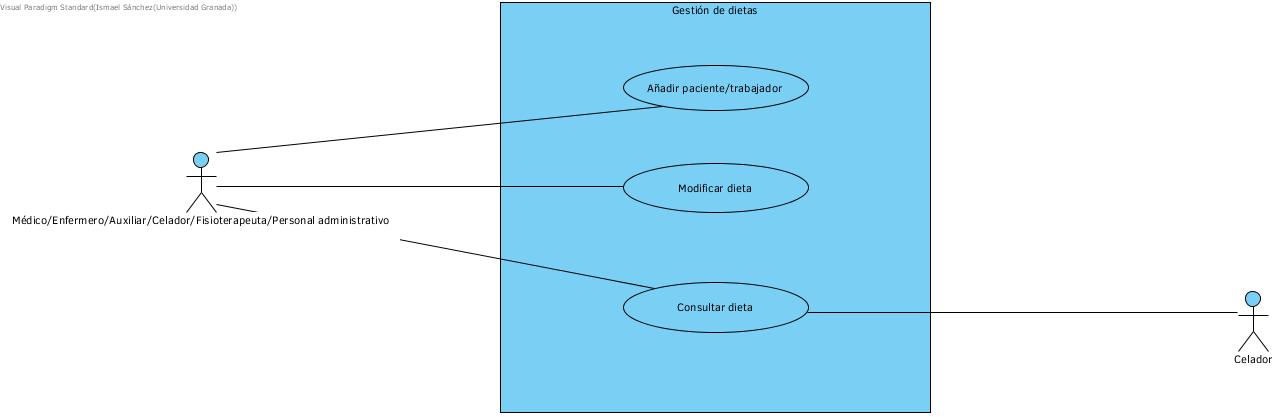 Visual Paradigm Standard(Ismael Sánchez(Universidad Granada))
Gestión de dietas
Añadir paciente/trabajador
Modificar dieta
Médico/Enfermero/Auxiliar/Celador/Fisioterapeuta/Personal administrativo
Consultar dieta
Celador